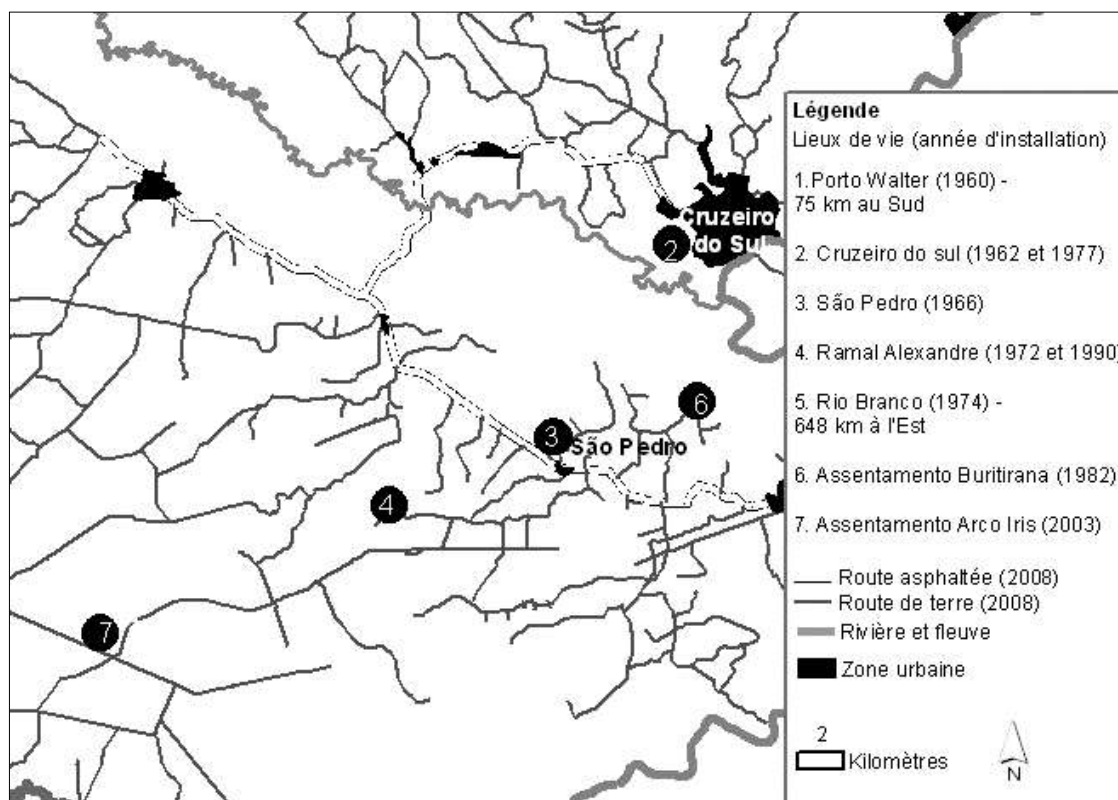 Cruzeiro
do Sul
2
6
3
São Pedro
4
7
Légende
Lieux de vie (année d'installation)
1.Porto Walter (1960) -
75 km au Sud
2. Cruzeiro do sul (1962 et 1977)
3. São Pedro (1966)
4. Ramal Alexandre (1972 et 1990)
5. Rio Branco (1974) -
648 km à l'Est
6. Assentamento Buritirana (1982)
7. Assentamento Arco Iris (2003)
Route asphaltée (2008)
Route de terre (2008)
Rivière et fleuve
Zone urbaine
2
Kilomètres
N